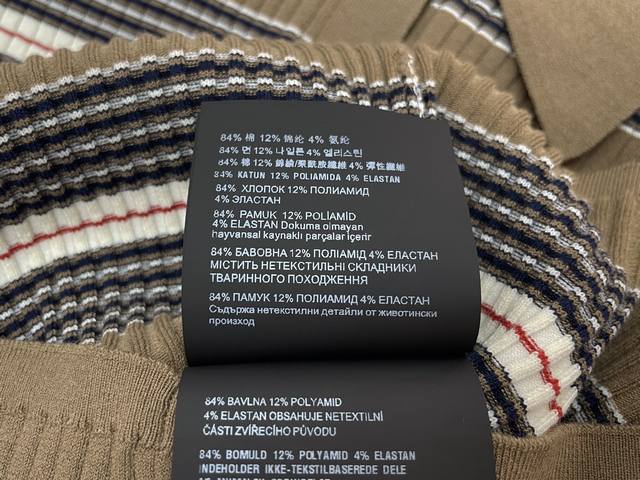 84% 棉 12% 锦纶 4% 氨纶
84% 면 12% 나일론 4% 엘리스틴
84% 棉 12% 錦綸/聚酰胺纖維 4% 彈性纖維
84% KATUN 12% POLIAMIDA 4% ELASTAN
84% ХЛОПОК 12% ПОЛИАМИД
4% ЭЛАСТАН
84% PAMUK 12% POLİAMİD
4% ELASTAN Dokuma olmayan
hayvansal kaynaklı parçalar içerir
84% БАВОВНА 12% ПОЛІАМІД 4% ЕЛАСТАН
МІСТИТЬ НЕТЕКСТИЛЬНІ СКЛАДНИКИ
ТВАРИННОГО ПОХОДЖЕННЯ
84% ПАМУК 12% ПОЛИАМИД 4% ЕЛАСТАН
Съдържа нетекстилни детайли от животински
произход
84% BAVLNA 12% POLYAMID
4% ELASTAN OBSAHUJE NETEXTILNÍ
ČÁSTI ZVÍŘECÍHO PŮVODU
84% BOMULD 12% POLYAMID 4% ELASTAN
INDEHOLDER IKKE-TEKSTILBASEREDE DELE